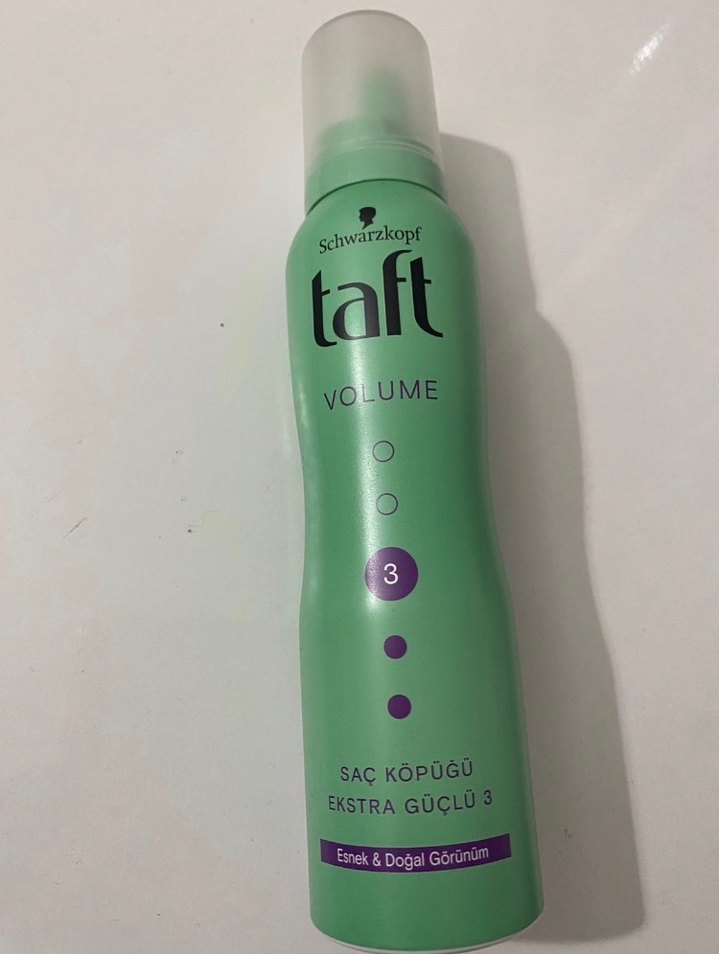 Schwarzkopf
taft
VOLUME
3
SAÇ KÖPÜĞÜ
EKSTRA GÜÇLÜ 3
Esnek & Doğal Görünüm